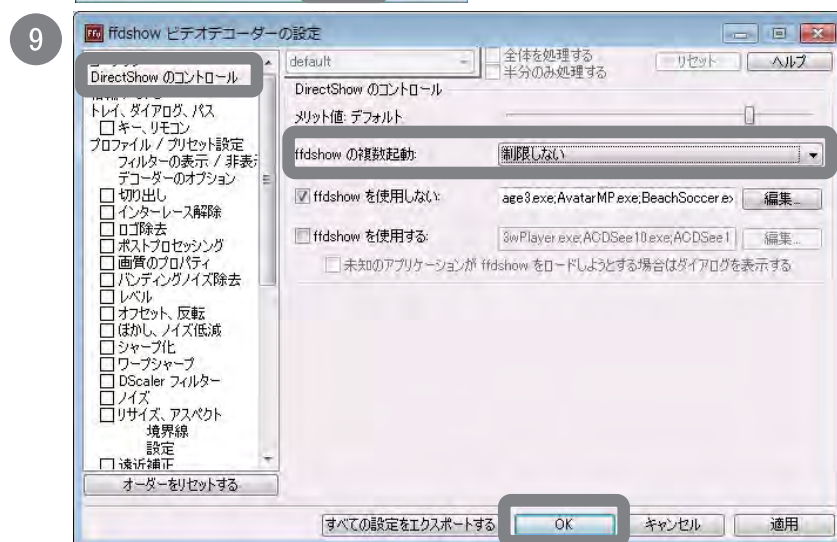 9
ffdshow ビデオデコーダーの設定
DirectShow のコントロール
トレイ、ダイアログ、パス
キー、リモコン
プロファイル / プリセット設定
フィルターの表示 / 非表示
デコーダーのオプション
切り出し
インターレース解除
ロゴ除去
ポストプロセッシング
画質のプロパティ
バンディングノイズ除去
レベル
オフセット、反転
ぼかし、ノイズ低減
シャープ化
ワープシャープ
DScaler フィルター
ノイズ
リサイズ、アスペクト
境界線
設定
遠近補正
オーダーをリセットする
default
全体を処理する
半分のみ処理する
リセット
ヘルプ
DirectShow のコントロール
メリット値: デフォルト
ffdshow の複数起動:
制限しない
ffdshow を使用しない:
age3.exe;AvatarMP.exe;BeachSoccer.ex
編集...
ffdshow を使用する:
3wPlayer.exe;ACDSee10.exe;ACDSee1
編集...
未知のアプリケーションが ffdshow をロードしようとする場合はダイアログを表示する
すべての設定をエクスポートする
OK
キャンセル
適用